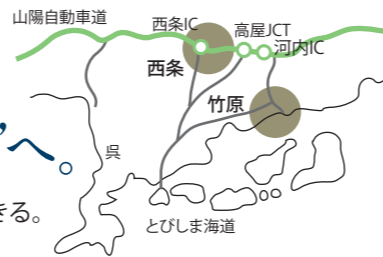 山陽自動車道
西条IC
高屋JCT
河内IC
西条
竹原
へ。
呉
きる。
とびしま海道